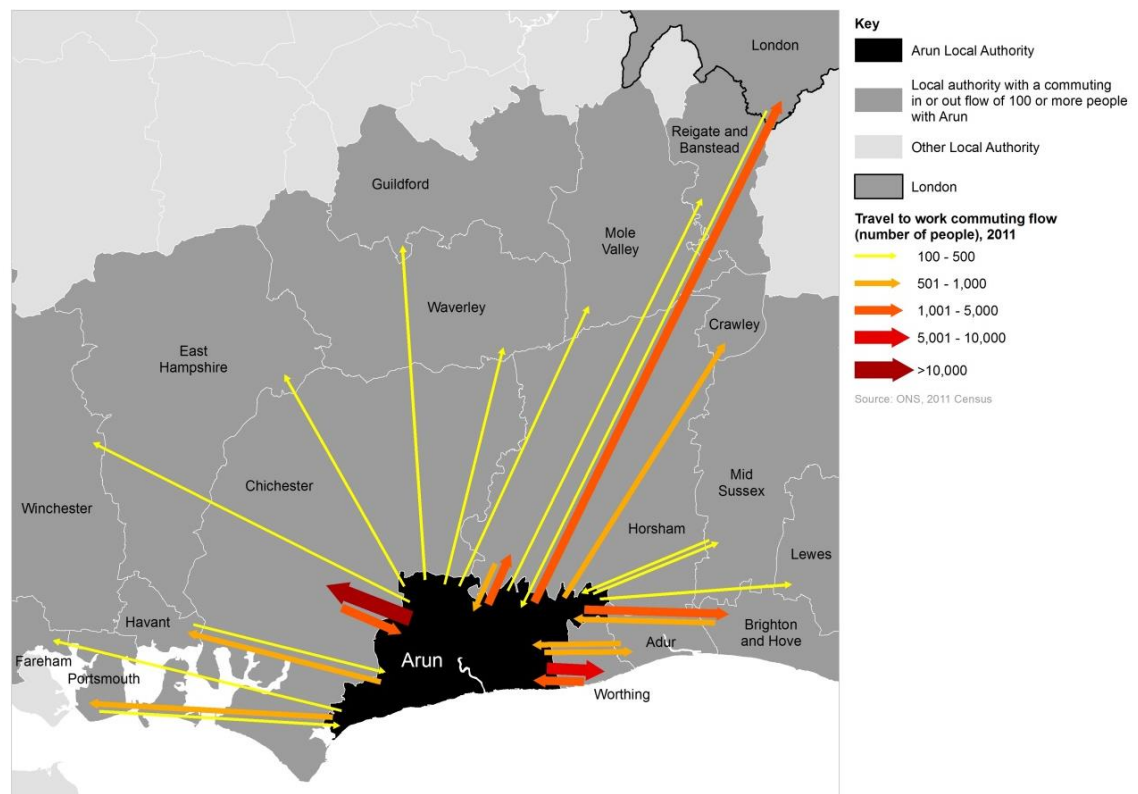 London
Reigate and
Banstead
Guildford
Mole
Valley
Waverley
Crawley
East
Hampshire
Chichester
Mid
Sussex
Winchester
Horsham
Lewes
Havant
Brighton
and Hove
Adur
Arun
Fareham
Portsmouth
Worthing
Key
Arun Local Authority
Local authority with a commuting
in or out flow of 100 or more people
with Arun
Other Local Authority
London
Travel to work commuting flow
(number of people), 2011
100 - 500
501 - 1,000
1,001 - 5,000
5,001 - 10,000
>10,000
Source: ONS, 2011 Census